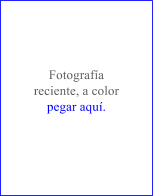 Fotografía
reciente, a color
pegar aquí.